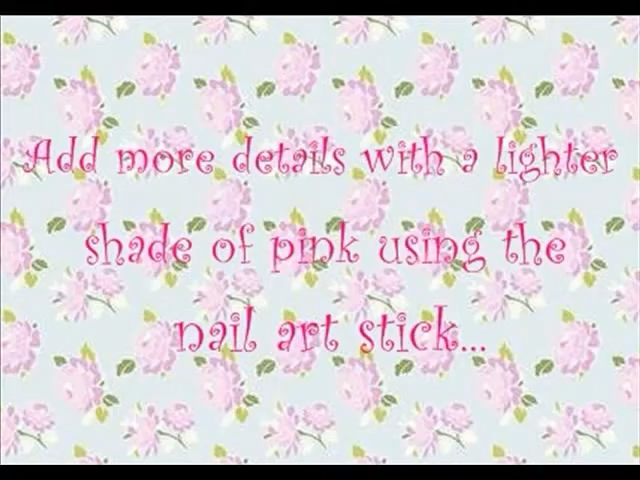 Add more details with a lighter
shade of pink using the
nail art stick...